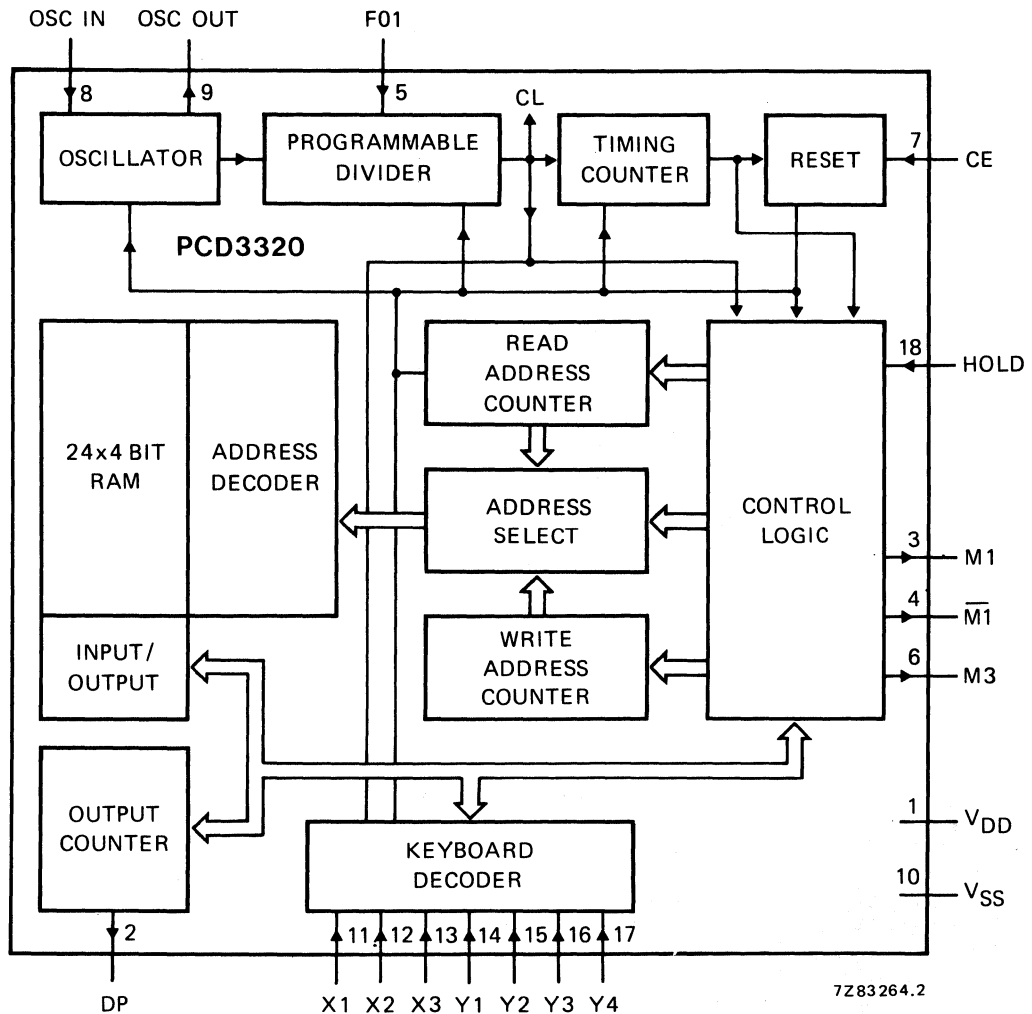 OSC IN OSC OUT F01
8 9 5 CL
OSCILLATOR
PROGRAMMABLE
DIVIDER
TIMING
COUNTER
RESET
7 CE
PCD3320
24x4 BIT
RAM
ADDRESS
DECODER
READ
ADDRESS
COUNTER
ADDRESS
SELECT
WRITE
ADDRESS
COUNTER
CONTROL
LOGIC
18 HOLD
3 M1
4 M̅1̅
6 M3
INPUT/
OUTPUT
OUTPUT
COUNTER
KEYBOARD
DECODER
1 VDD
10 VSS
2 11 12 13 14 15 16 17
DP X1 X2 X3 Y1 Y2 Y3 Y4
7Z83264.2